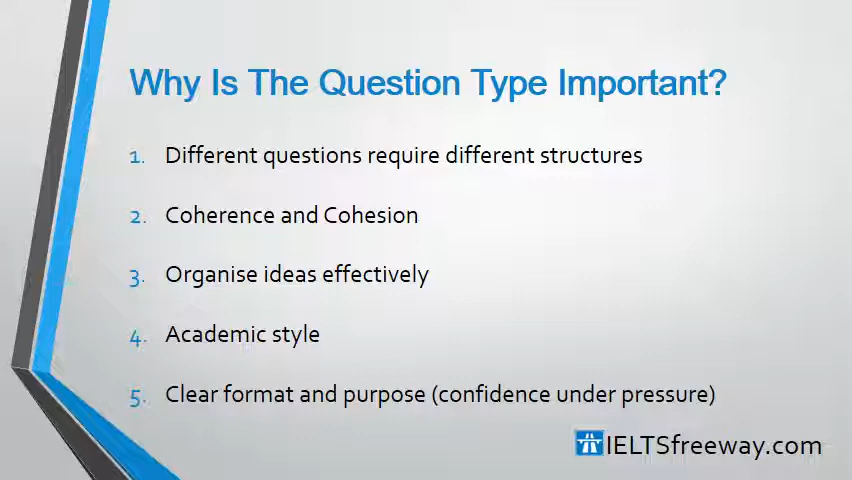 Why Is The Question Type Important?
1. Different questions require different structures
2. Coherence and Cohesion
3. Organise ideas effectively
4. Academic style
5. Clear format and purpose (confidence under pressure)
IELTSfreeway.com